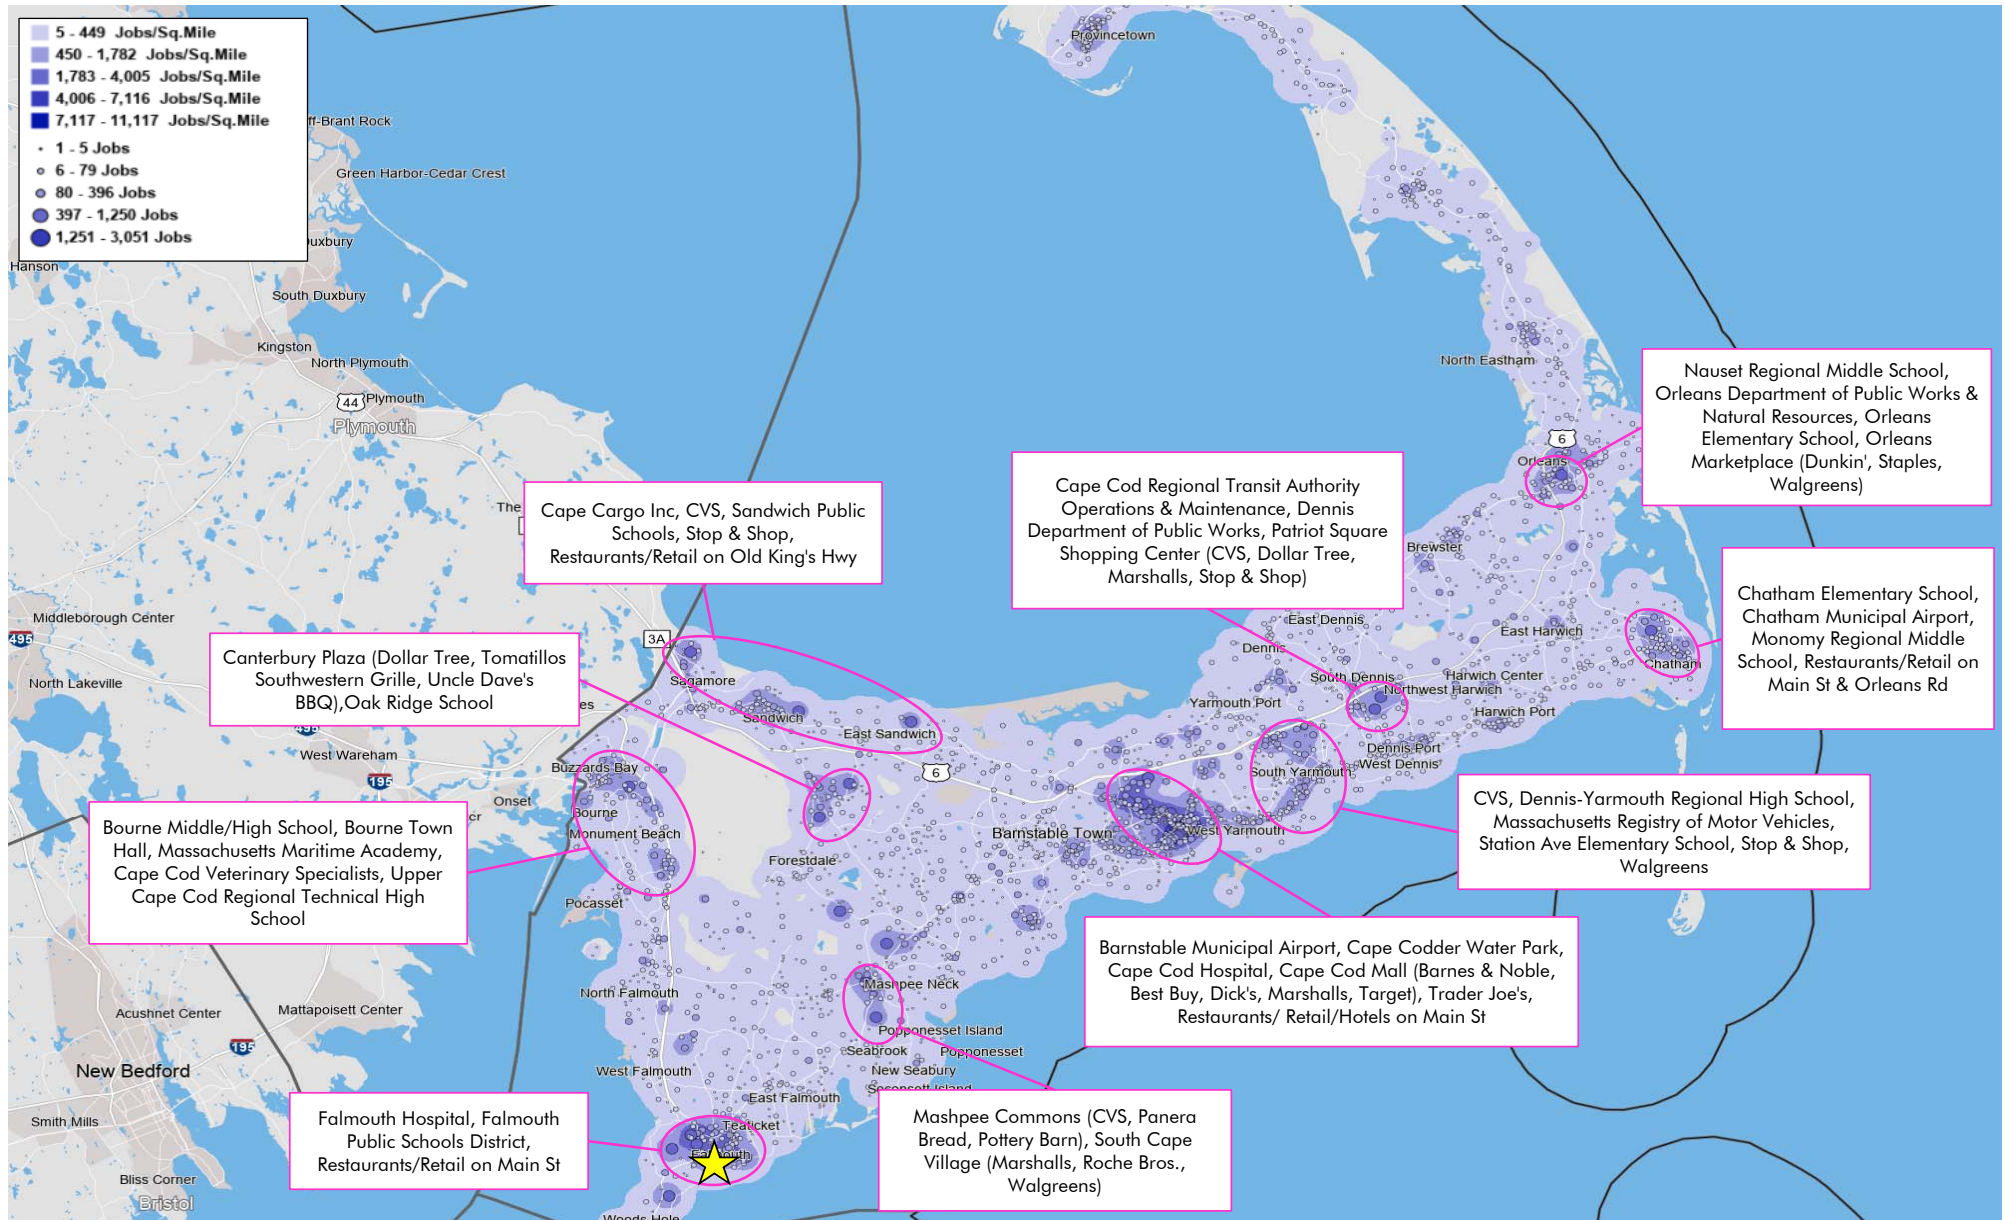 5 - 449 Jobs/Sq.Mile
450 - 1,782 Jobs/Sq.Mile
1,783 - 4,005 Jobs/Sq.Mile
4,006 - 7,116 Jobs/Sq.Mile
7,117 - 11,117 Jobs/Sq.Mile
1 - 5 Jobs
6 - 79 Jobs
80 - 396 Jobs
397 - 1,250 Jobs
1,251 - 3,051 Jobs
Provincetown
ff-Brant Rock
Green Harbor-Cedar Crest
uxbury
Hanson
South Duxbury
Kingston
North Plymouth
44
Plymouth
Plymouth
North Eastham
Nauset Regional Middle School,
Orleans Department of Public Works &
Natural Resources, Orleans
Elementary School, Orleans
Marketplace (Dunkin', Staples,
Walgreens)
6
Orleans
Cape Cod Regional Transit Authority
Operations & Maintenance, Dennis
Department of Public Works, Patriot Square
Shopping Center (CVS, Dollar Tree,
Marshalls, Stop & Shop)
The
Cape Cargo Inc, CVS, Sandwich Public
Schools, Stop & Shop,
Restaurants/Retail on Old King's Hwy
Brewster
Chatham Elementary School,
Chatham Municipal Airport,
Monomy Regional Middle
School, Restaurants/Retail on
Main St & Orleans Rd
Middleborough Center
495
3A
East Dennis
East Harwich
Dennis
Chatham
Canterbury Plaza (Dollar Tree, Tomatillos
Southwestern Grille, Uncle Dave's
BBQ),Oak Ridge School
North Lakeville
Sagamore
South Dennis
Harwich Center
Northwest Harwich
es
Yarmouth Port
Harwich Port
Sandwich
East Sandwich
495
West Wareham
Dennis Port
West Dennis
Buzzards Bay
6
South Yarmouth
195
Onset
cr
Bourne
Monument Beach
Barnstable Town
West Yarmouth
CVS, Dennis-Yarmouth Regional High School,
Massachusetts Registry of Motor Vehicles,
Station Ave Elementary School, Stop & Shop,
Walgreens
Bourne Middle/High School, Bourne Town
Hall, Massachusetts Maritime Academy,
Cape Cod Veterinary Specialists, Upper
Cape Cod Regional Technical High
School
Forestdale
Pocasset
Barnstable Municipal Airport, Cape Codder Water Park,
Cape Cod Hospital, Cape Cod Mall (Barnes & Noble,
Best Buy, Dick's, Marshalls, Target), Trader Joe's,
Restaurants/ Retail/Hotels on Main St
North Falmouth
Mashpee Neck
Acushnet Center
Mattapoisett Center
Popponesset Island
195
Seabrook
Popponesset
New Bedford
West Falmouth
New Seabury
Seconsett Island
East Falmouth
Smith Mills
Falmouth Hospital, Falmouth
Public Schools District,
Restaurants/Retail on Main St
Teaticket
Mashpee Commons (CVS, Panera
Bread, Pottery Barn), South Cape
Village (Marshalls, Roche Bros.,
Walgreens)
Bliss Corner
Bristol
Woods Hole